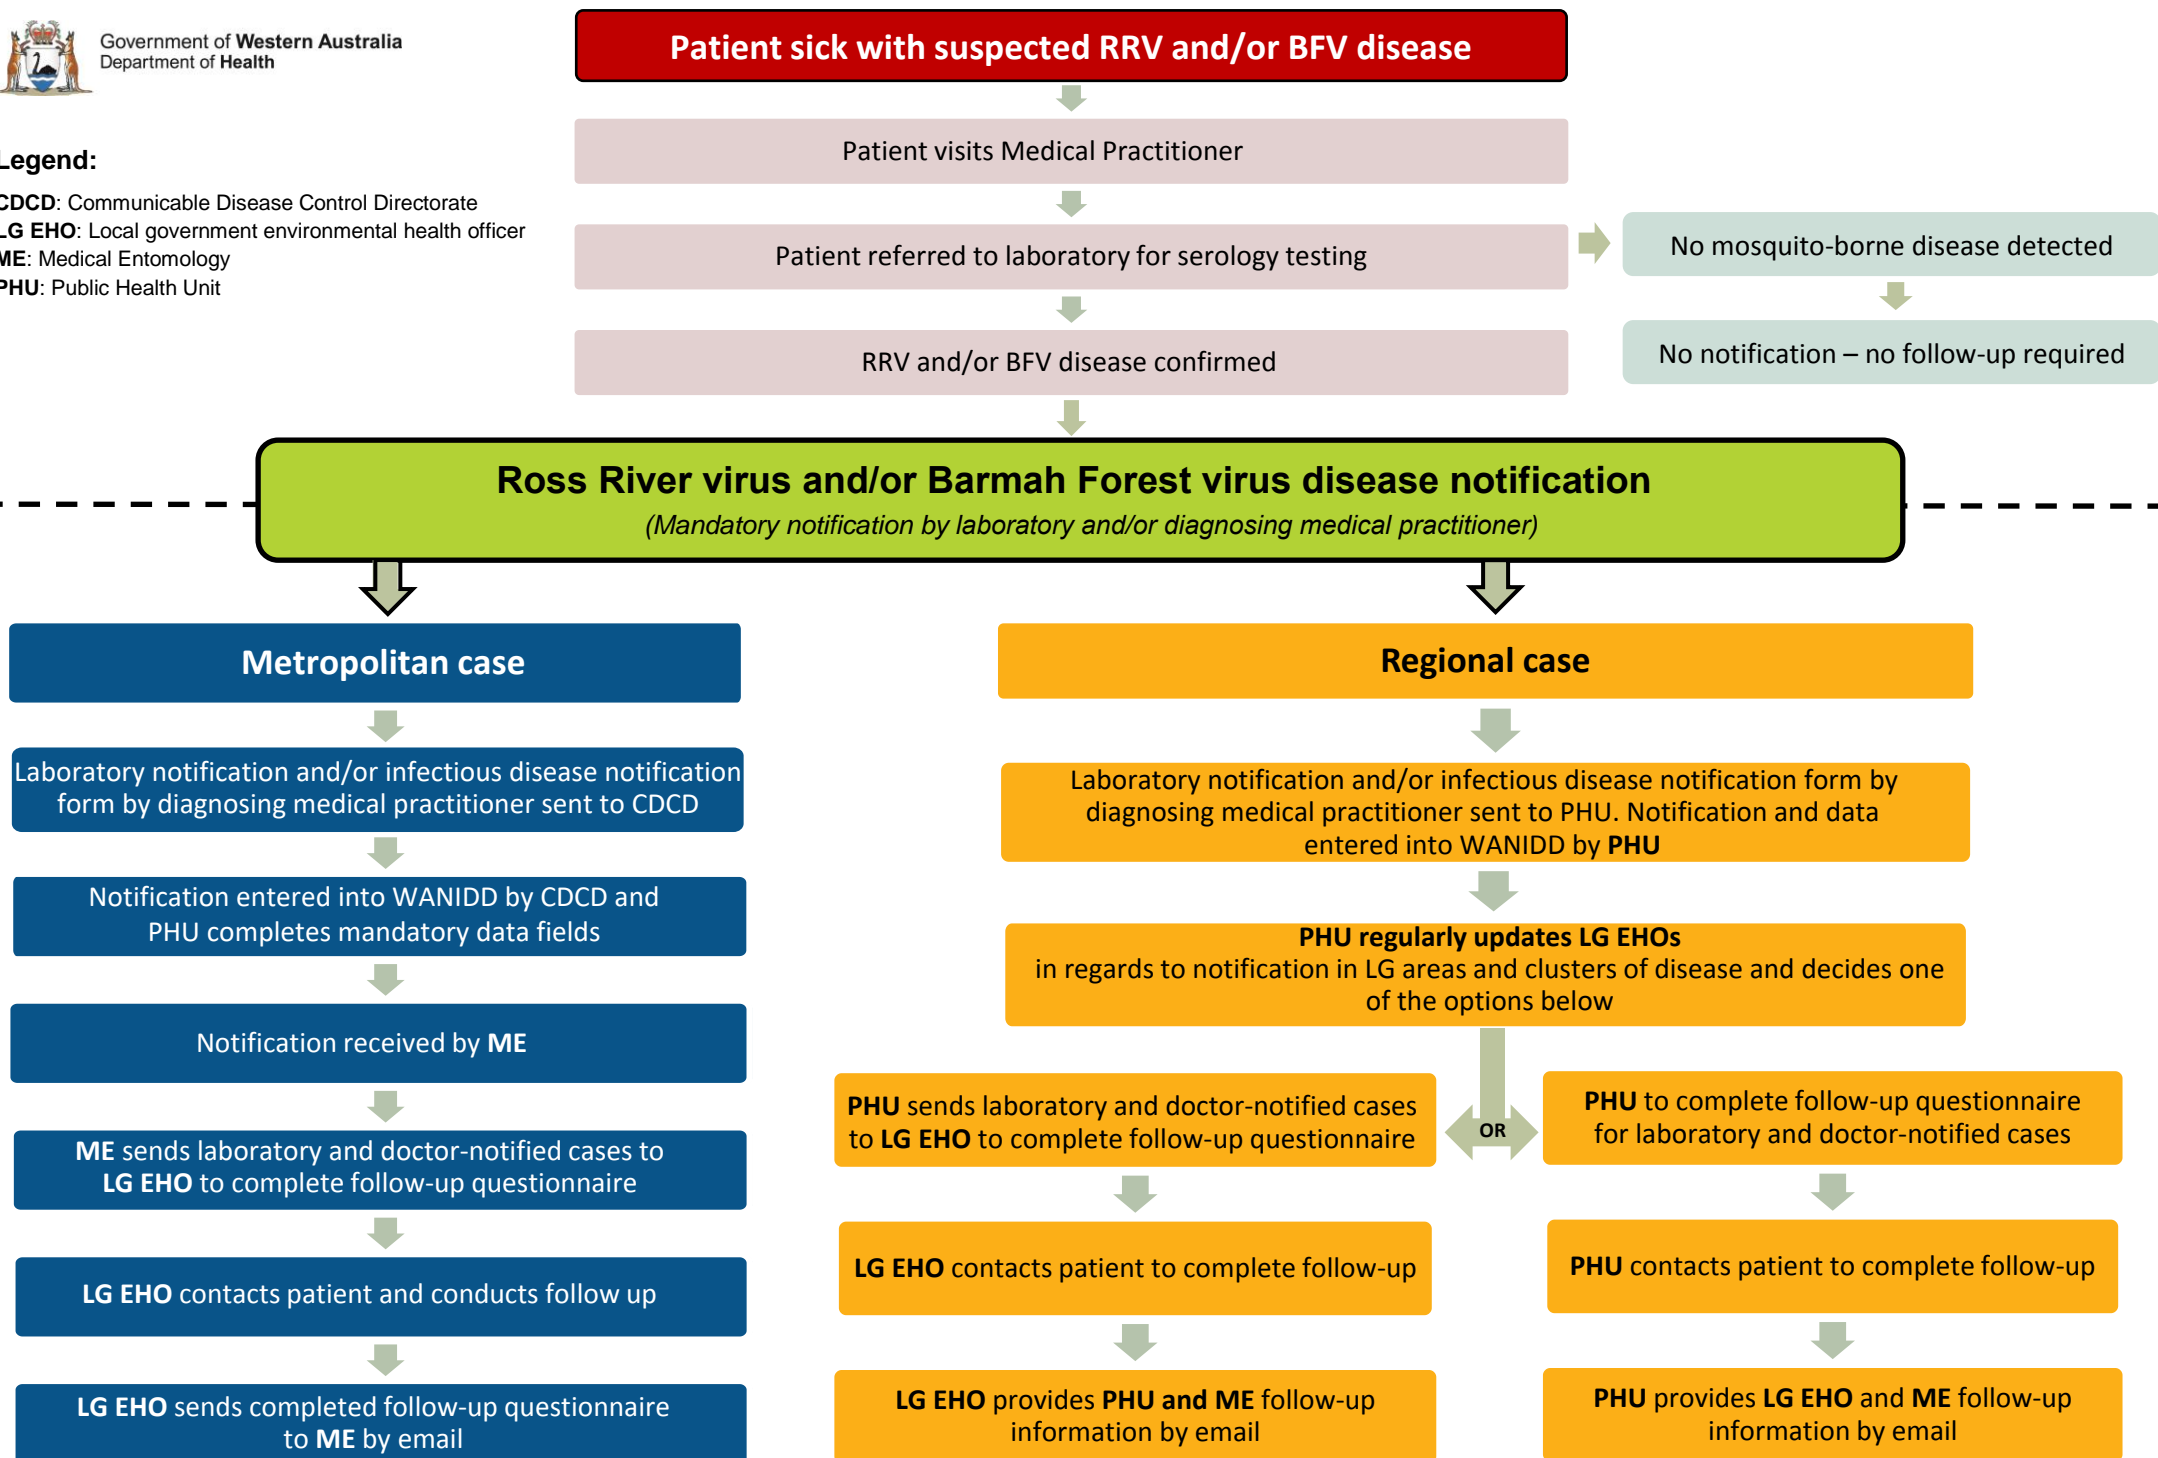 Government of Western Australia
Department of Health
Patient sick with suspected RRV and/or BFV disease
Legend:
CDCD: Communicable Disease Control Directorate
LG EHO: Local government environmental health officer
ME: Medical Entomology
PHU: Public Health Unit
Patient visits Medical Practitioner
Patient referred to laboratory for serology testing
No mosquito-borne disease detected
RRV and/or BFV disease confirmed
No notification – no follow-up required
Ross River virus and/or Barmah Forest virus disease notification
(Mandatory notification by laboratory and/or diagnosing medical practitioner)
Metropolitan case
Laboratory notification and/or infectious disease notification
form by diagnosing medical practitioner sent to CDCD
Notification entered into WANIDD by CDCD and
PHU completes mandatory data fields
Notification received by ME
ME sends laboratory and doctor-notified cases to
LG EHO to complete follow-up questionnaire
LG EHO contacts patient and conducts follow up
LG EHO sends completed follow-up questionnaire
to ME by email
Regional case
Laboratory notification and/or infectious disease notification form by
diagnosing medical practitioner sent to PHU. Notification and data
entered into WANIDD by PHU
PHU regularly updates LG EHOs
in regards to notification in LG areas and clusters of disease and decides one
of the options below
PHU sends laboratory and doctor-notified cases
to LG EHO to complete follow-up questionnaire
OR
PHU to complete follow-up questionnaire
for laboratory and doctor-notified cases
LG EHO contacts patient to complete follow-up
PHU contacts patient to complete follow-up
LG EHO provides PHU and ME follow-up
information by email
PHU provides LG EHO and ME follow-up
information by email